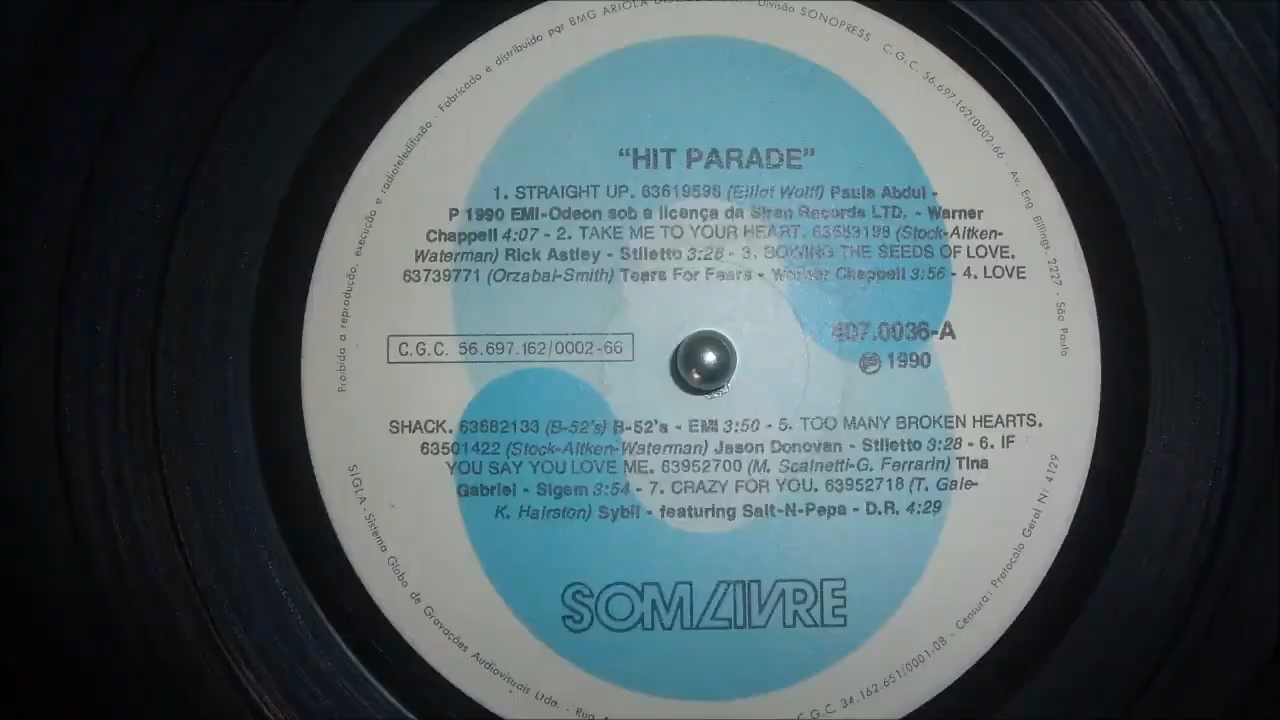 Fabricado e distribuído por BMG ARIOLA
Divisão SONOPRESS C.G.C. 56.697.162/0002-66 - Av. Eng. Billings, 2227 - São Paulo
Proibida a reprodução, execução e radioteledifusão
"HIT PARADE"
1. STRAIGHT UP. 63619596 (Elliot Wolff) Paula Abdul -
P 1990 EMI-Odeon sob a licença da Siren Records LTD. - Warner
Chappell 4:07 - 2. TAKE ME TO YOUR HEART. 63683198 (Stock-Aitken-
Waterman) Rick Astley - Stiletto 3:28 - 3. SOWING THE SEEDS OF LOVE.
63739771 (Orzabal-Smith) Tears For Fears - Warner Chappell 3:56 - 4. LOVE
C.G.C. 56.697.162/0002-66
407.0036-A
℗ 1990
SHACK. 63682133 (B-52's) B-52's - EMI 3:50 - 5. TOO MANY BROKEN HEARTS.
63501422 (Stock-Aitken-Waterman) Jason Donovan - Stiletto 3:28 - 6. IF
YOU SAY YOU LOVE ME. 63952700 (M. Scainetti-G. Ferrarin) Tina
Gabriel - Sigem 3:54 - 7. CRAZY FOR YOU. 63952718 (T. Gale-
K. Hairston) Sybil - featuring Salt-N-Pepa - D.R. 4:29
SOM LIVRE
SIGLA - Sistema Globo de Gravações Audiovisuais Ltda. - Rua
C.G.C. 34.162.651/0001-08 - Censura: Protocolo Geral Nº 4129